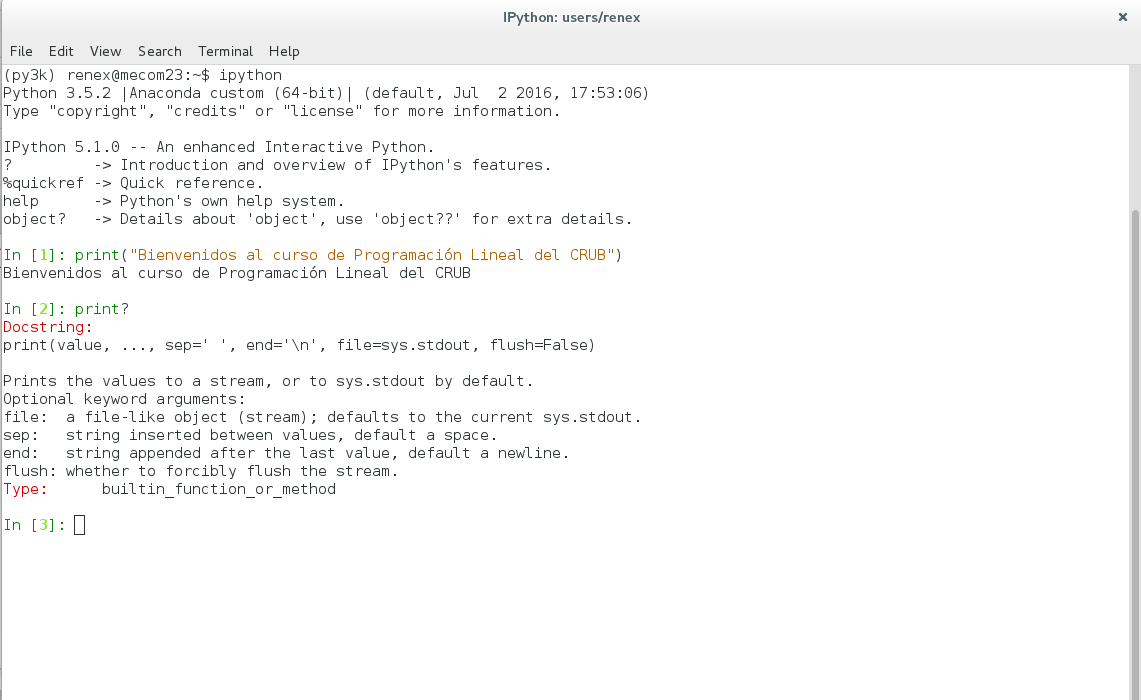 IPython: users/renex
File Edit View Search Terminal Help
(py3k) renex@mecom23:~$ ipython
Python 3.5.2 |Anaconda custom (64-bit)| (default, Jul  2 2016, 17:53:06)
Type "copyright", "credits" or "license" for more information.
IPython 5.1.0 -- An enhanced Interactive Python.
?         -> Introduction and overview of IPython's features.
%quickref -> Quick reference.
help      -> Python's own help system.
object?   -> Details about 'object', use 'object??' for extra details.
In [1]: print("Bienvenidos al curso de Programación Lineal del CRUB")
Bienvenidos al curso de Programación Lineal del CRUB
In [2]: print?
Docstring:
print(value, ..., sep=' ', end='\n', file=sys.stdout, flush=False)
Prints the values to a stream, or to sys.stdout by default.
Optional keyword arguments:
file:  a file-like object (stream); defaults to the current sys.stdout.
sep:   string inserted between values, default a space.
end:   string appended after the last value, default a newline.
flush: whether to forcibly flush the stream.
Type:      builtin_function_or_method
In [3]: